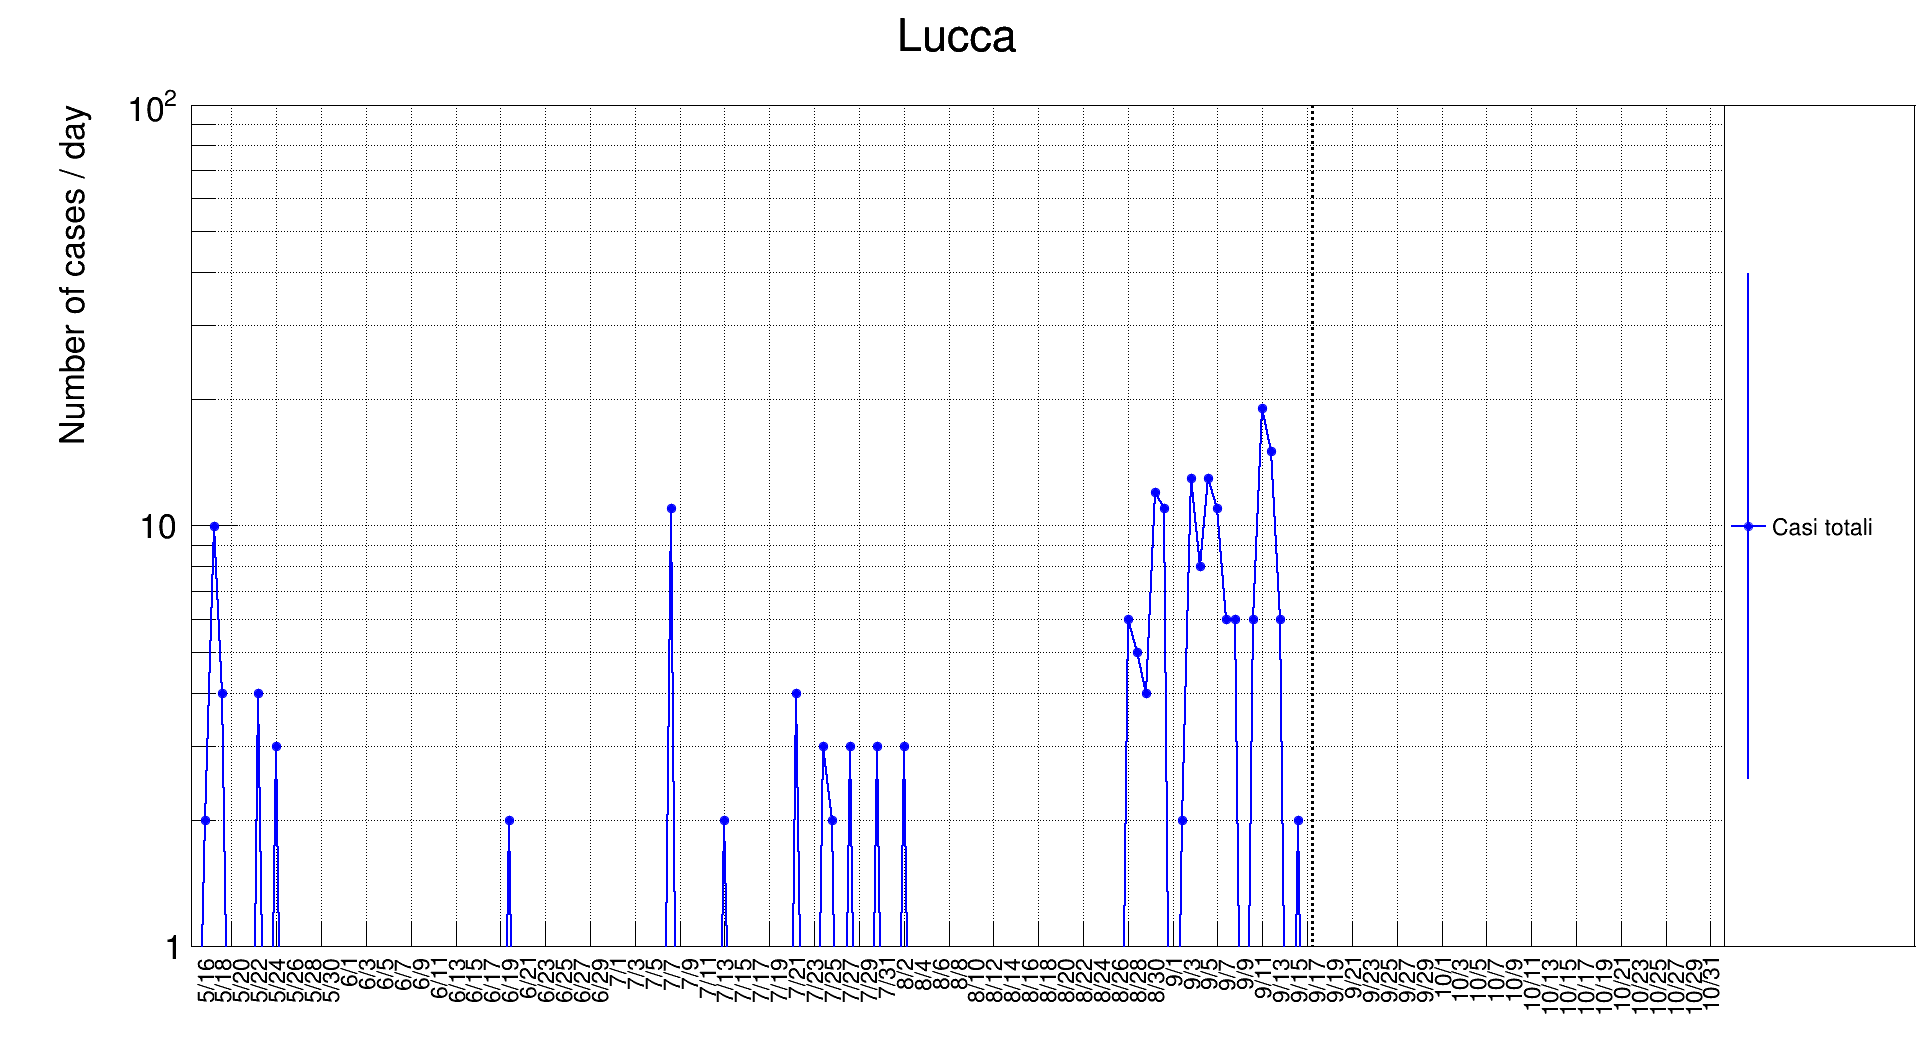 Lucca
Number of cases / day
10²
10
1
Casi totali
5/16 5/18 5/20 5/22 5/24 5/26 5/28 5/30 6/1 6/3 6/5 6/7 6/9 6/11 6/13 6/15 6/17 6/19 6/21 6/23 6/25 6/27 6/29 7/1 7/3 7/5 7/7 7/9 7/11 7/13 7/15 7/17 7/19 7/21 7/23 7/25 7/27 7/29 7/31 8/2 8/4 8/6 8/8 8/10 8/12 8/14 8/16 8/18 8/20 8/22 8/24 8/26 8/28 8/30 9/1 9/3 9/5 9/7 9/9 9/11 9/13 9/15 9/17 9/19 9/21 9/23 9/25 9/27 9/29 10/1 10/3 10/5 10/7 10/9 10/11 10/13 10/15 10/17 10/19 10/21 10/23 10/25 10/27 10/29 10/31